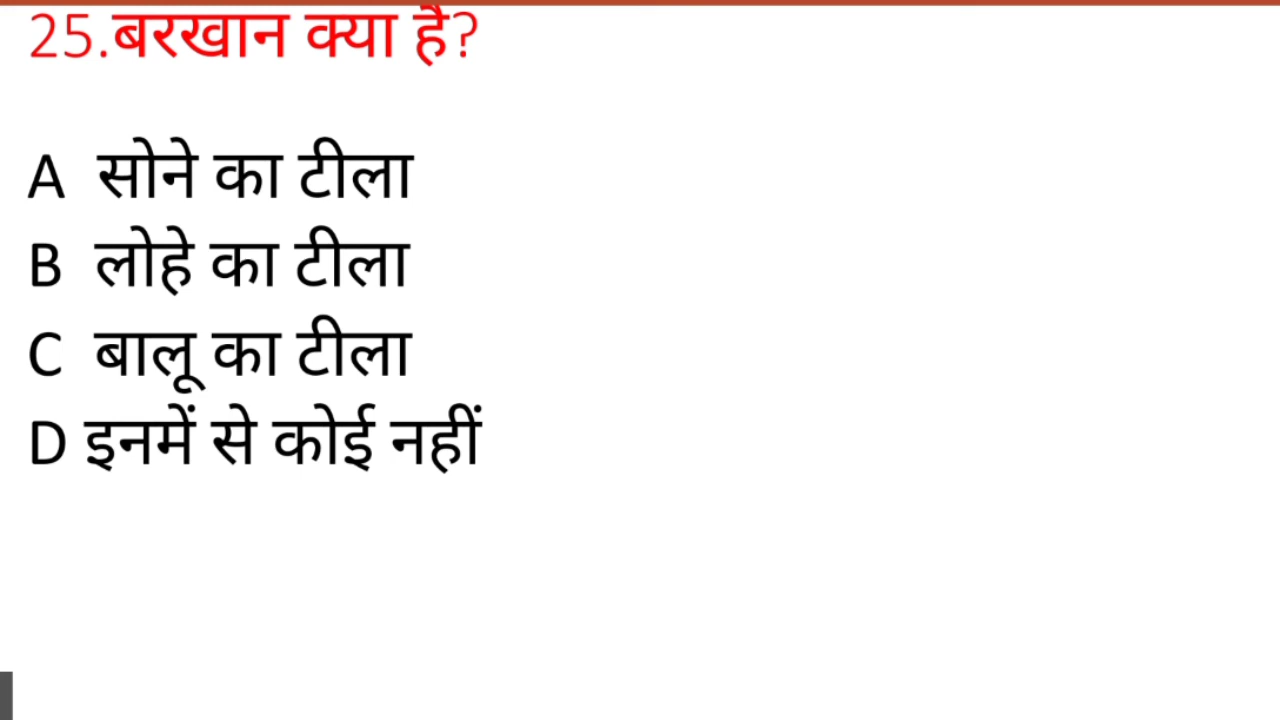 25.बरखान क्या है?
A सोने का टीला
B लोहे का टीला
C बालू का टीला
D इनमें से कोई नहीं